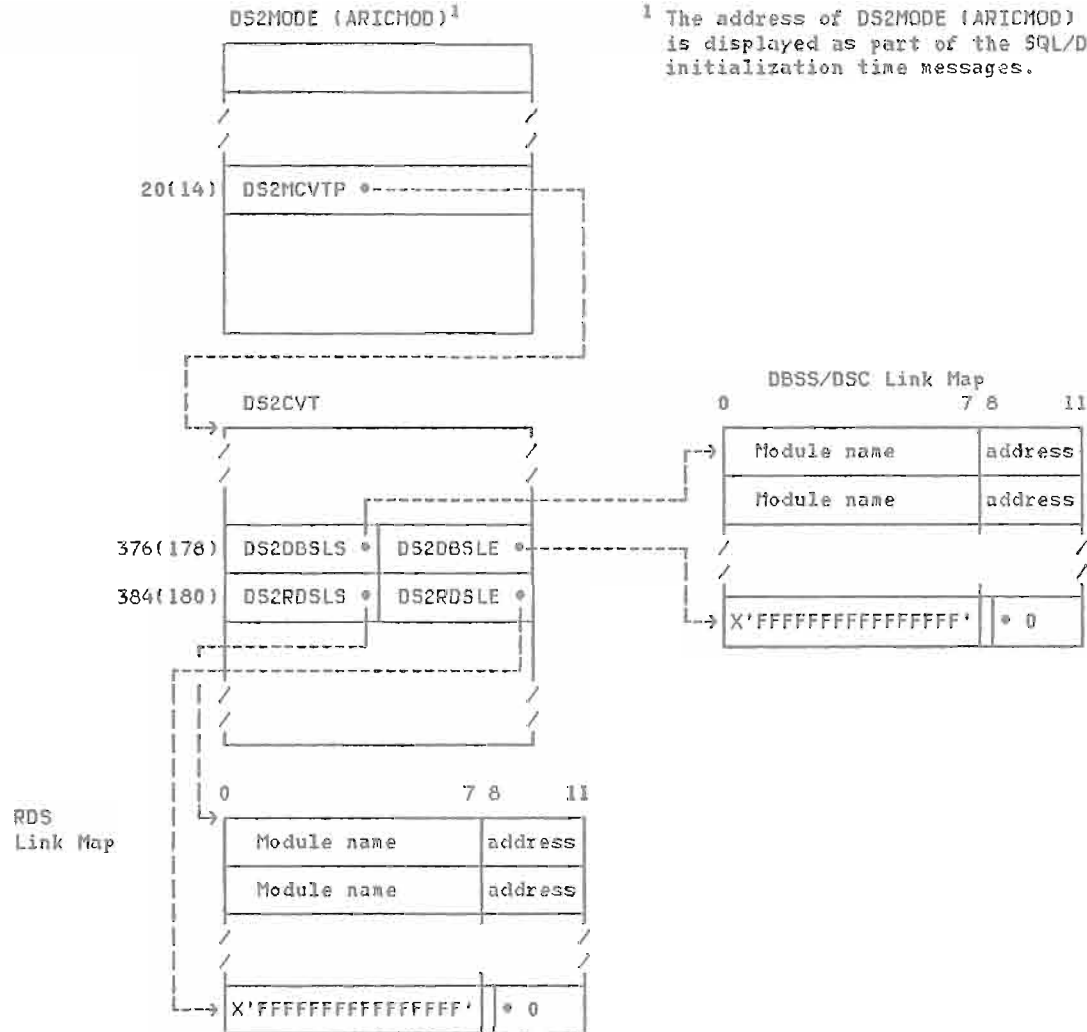 DS2MODE (ARICMOD)¹
¹ The address of DS2MODE (ARICMOD)
is displayed as part of the SQL/D
initialization time messages.
20(14) DS2MCVTP
DS2CVT
DBSS/DSC Link Map
0 7 8 11
Module name address
Module name address
376(178) DS2DBSLS DS2DBSLE
384(180) DS2RDSLS DS2RDSLE
X'FFFFFFFFFFFFFFFF' 0
RDS
Link Map
0 7 8 11
Module name address
Module name address
X'FFFFFFFFFFFFFFFF' 0